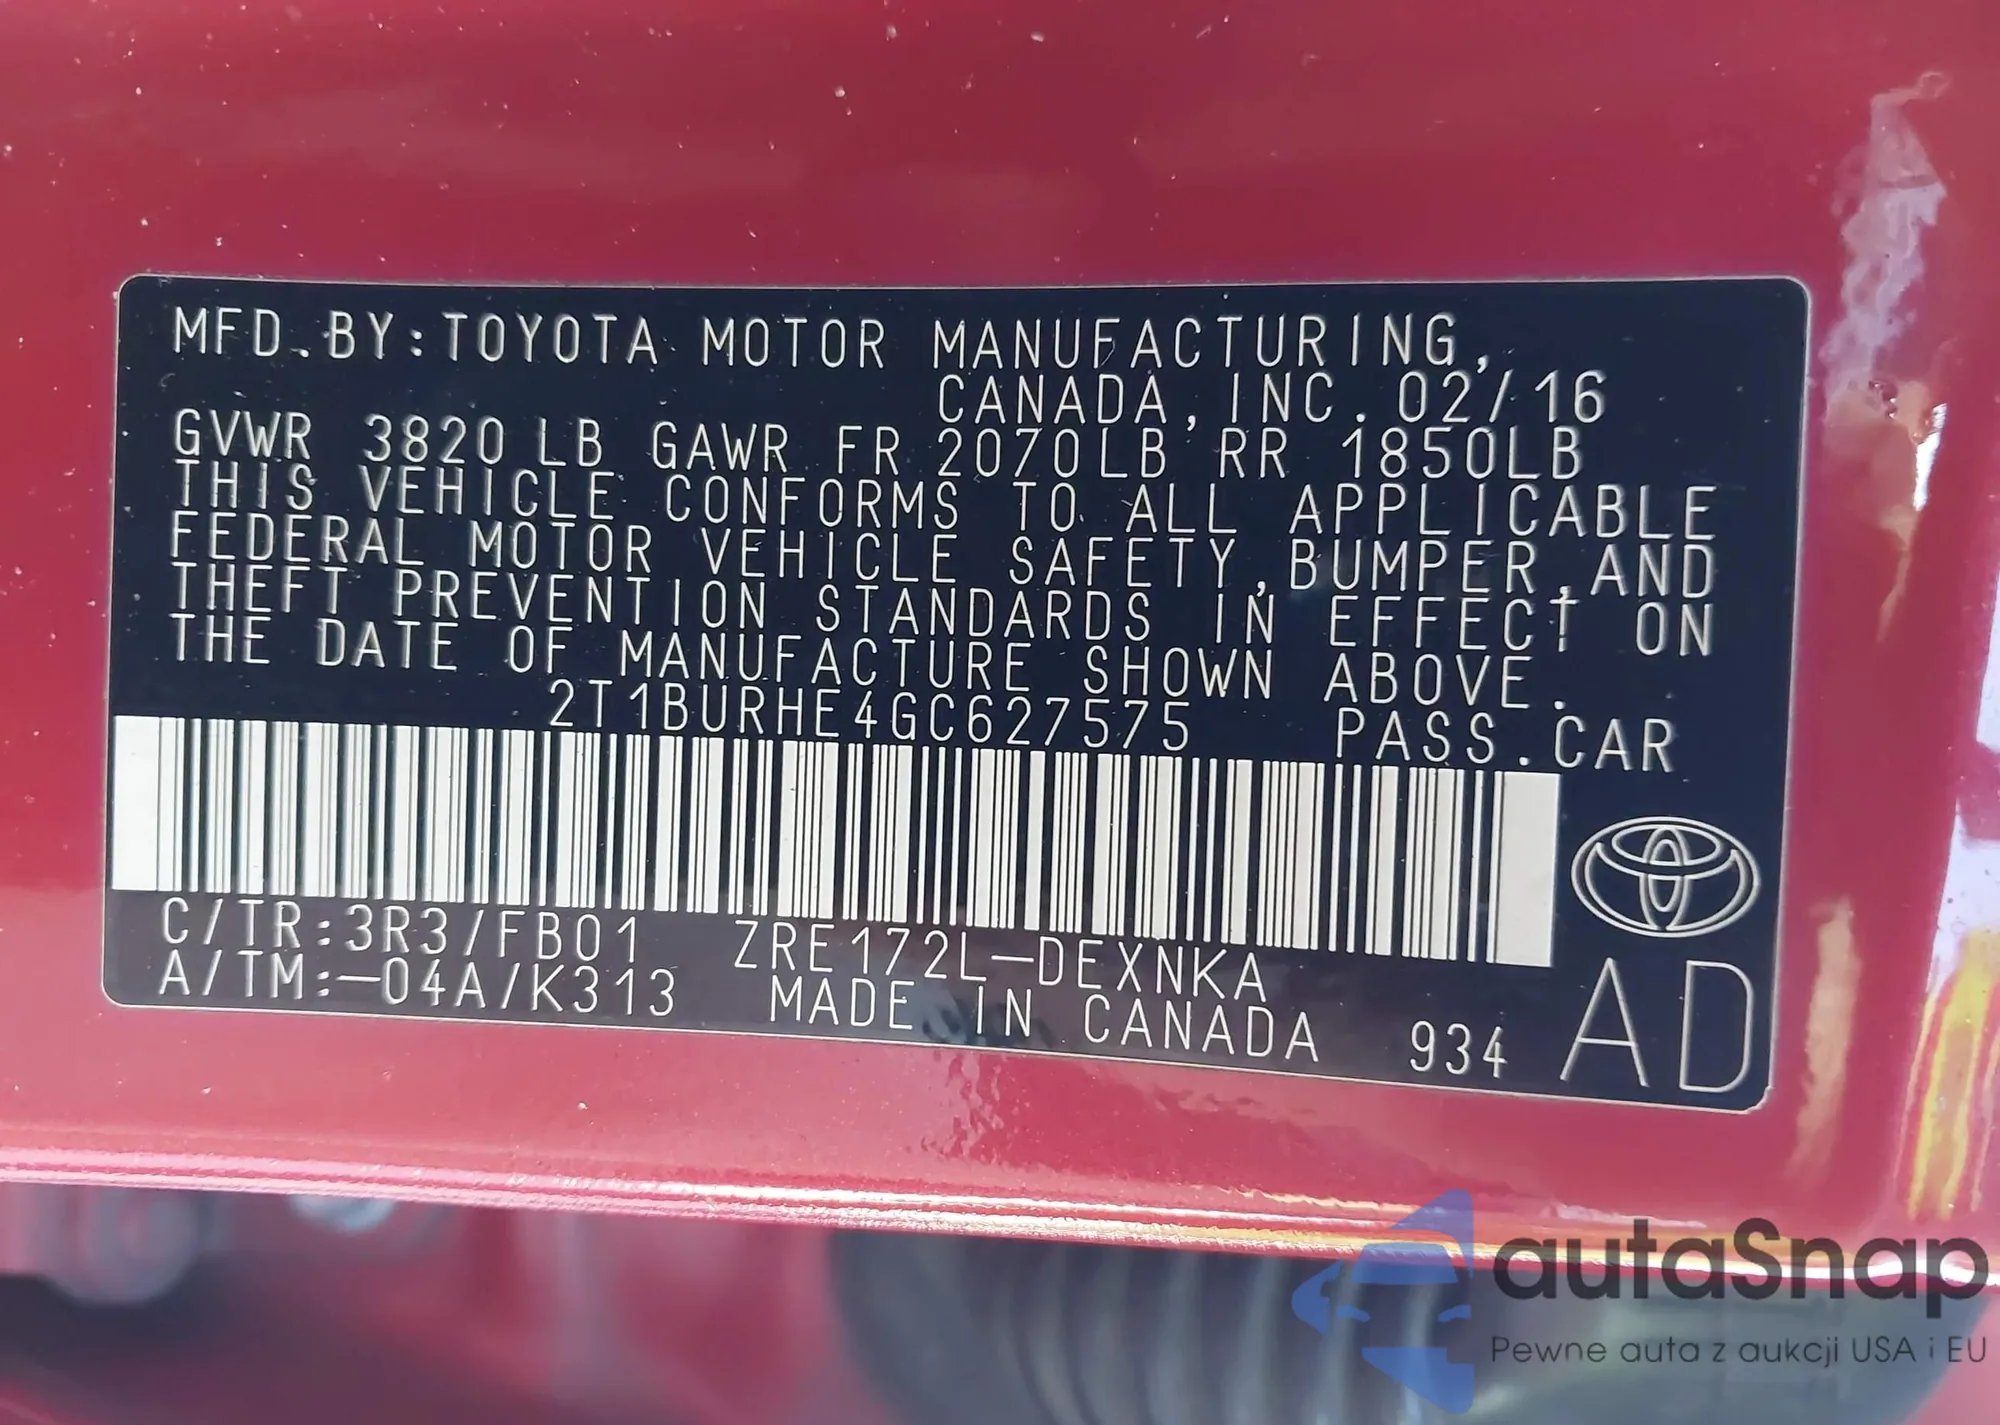 MFD.BY:TOYOTA MOTOR MANUFACTURING,
CANADA,INC.02/16
GVWR 3820LB GAWR FR 2070LB RR 1850LB
THIS VEHICLE CONFORMS TO ALL APPLICABLE
FEDERAL MOTOR VEHICLE SAFETY,BUMPER,AND
THEFT PREVENTION STANDARDS IN EFFECT ON
THE DATE OF MANUFACTURE SHOWN ABOVE.
2T1BURHE4GC627575 PASS.CAR
C/TR:3R3/FB01 ZRE172L-DEXNKA
A/TM:-04A/K313 MADE IN CANADA 934 AD
autaSnap
Pewne auta z aukcji USA i EU